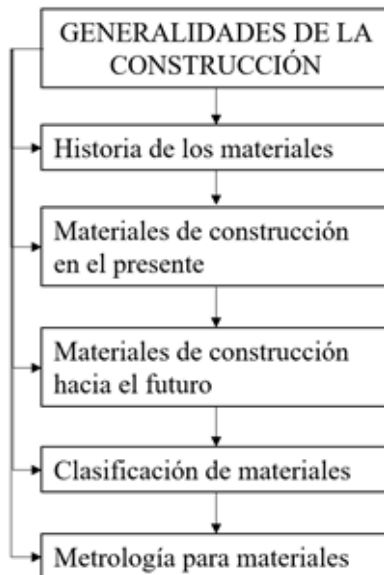 GENERALIDADES DE LA
CONSTRUCCIÓN
Historia de los materiales
Materiales de construcción
en el presente
Materiales de construcción
hacia el futuro
Clasificación de materiales
Metrología para materiales